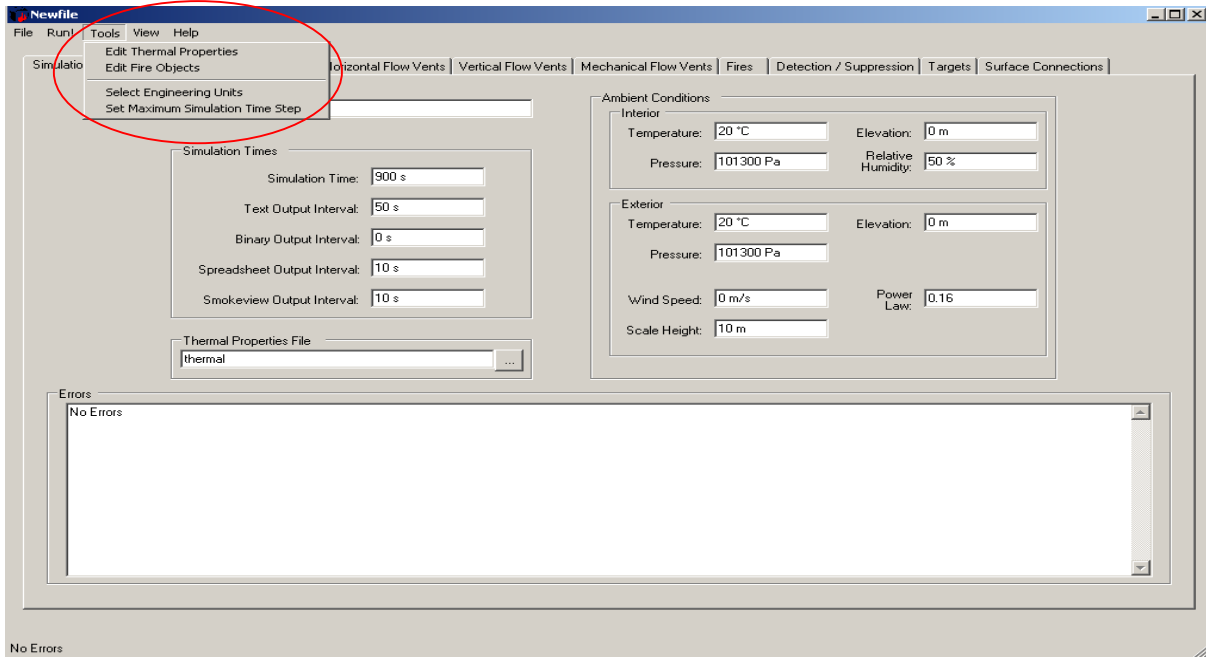 Newfile
File Run! Tools View Help
Edit Thermal Properties
Edit Fire Objects
Select Engineering Units
Set Maximum Simulation Time Step
Horizontal Flow Vents Vertical Flow Vents Mechanical Flow Vents Fires Detection / Suppression Targets Surface Connections
Simulation Times
Simulation Time: 900 s
Text Output Interval: 50 s
Binary Output Interval: 0 s
Spreadsheet Output Interval: 10 s
Smokeview Output Interval: 10 s
Thermal Properties File
thermal ...
Ambient Conditions
Interior
Temperature: 20 °C Elevation: 0 m
Pressure: 101300 Pa Relative
Humidity: 50 %
Exterior
Temperature: 20 °C Elevation: 0 m
Pressure: 101300 Pa
Wind Speed: 0 m/s Power
Law: 0.16
Scale Height: 10 m
Errors
No Errors
No Errors